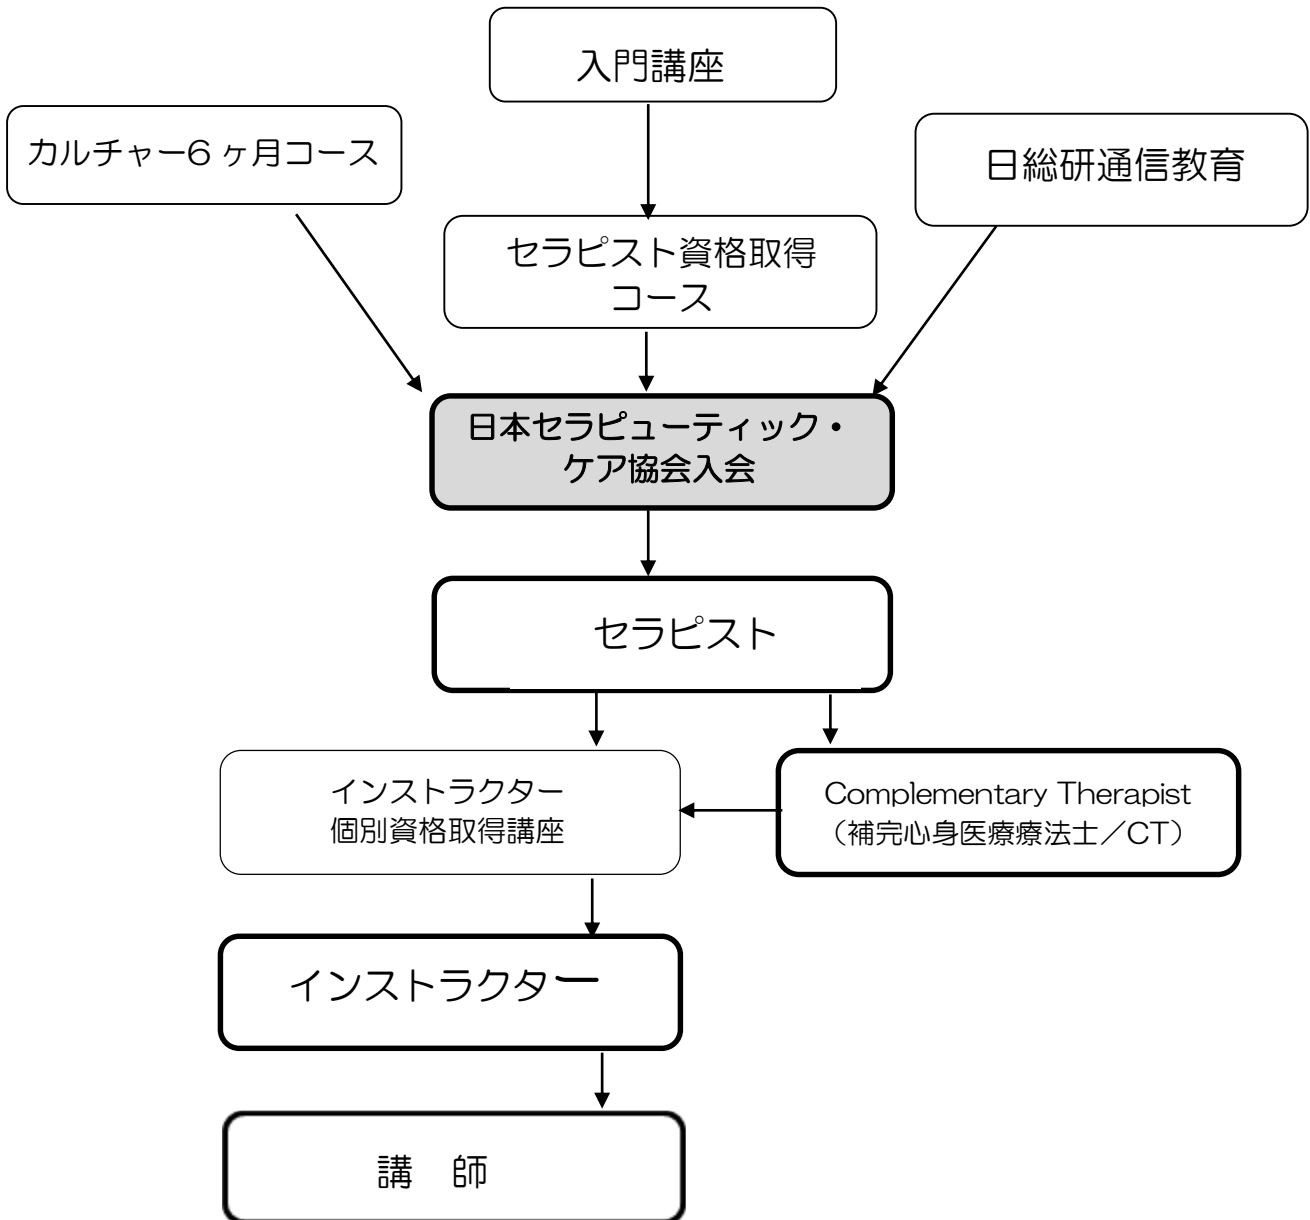 入門講座
カルチャー6ヶ月コース
日総研通信教育
セラピスト資格取得
コース
日本セラピューティック・
ケア協会入会
セラピスト
インストラクター
個別資格取得講座
Complementary Therapist
（補完心身医療療法士／CT）
インストラクター
講　師